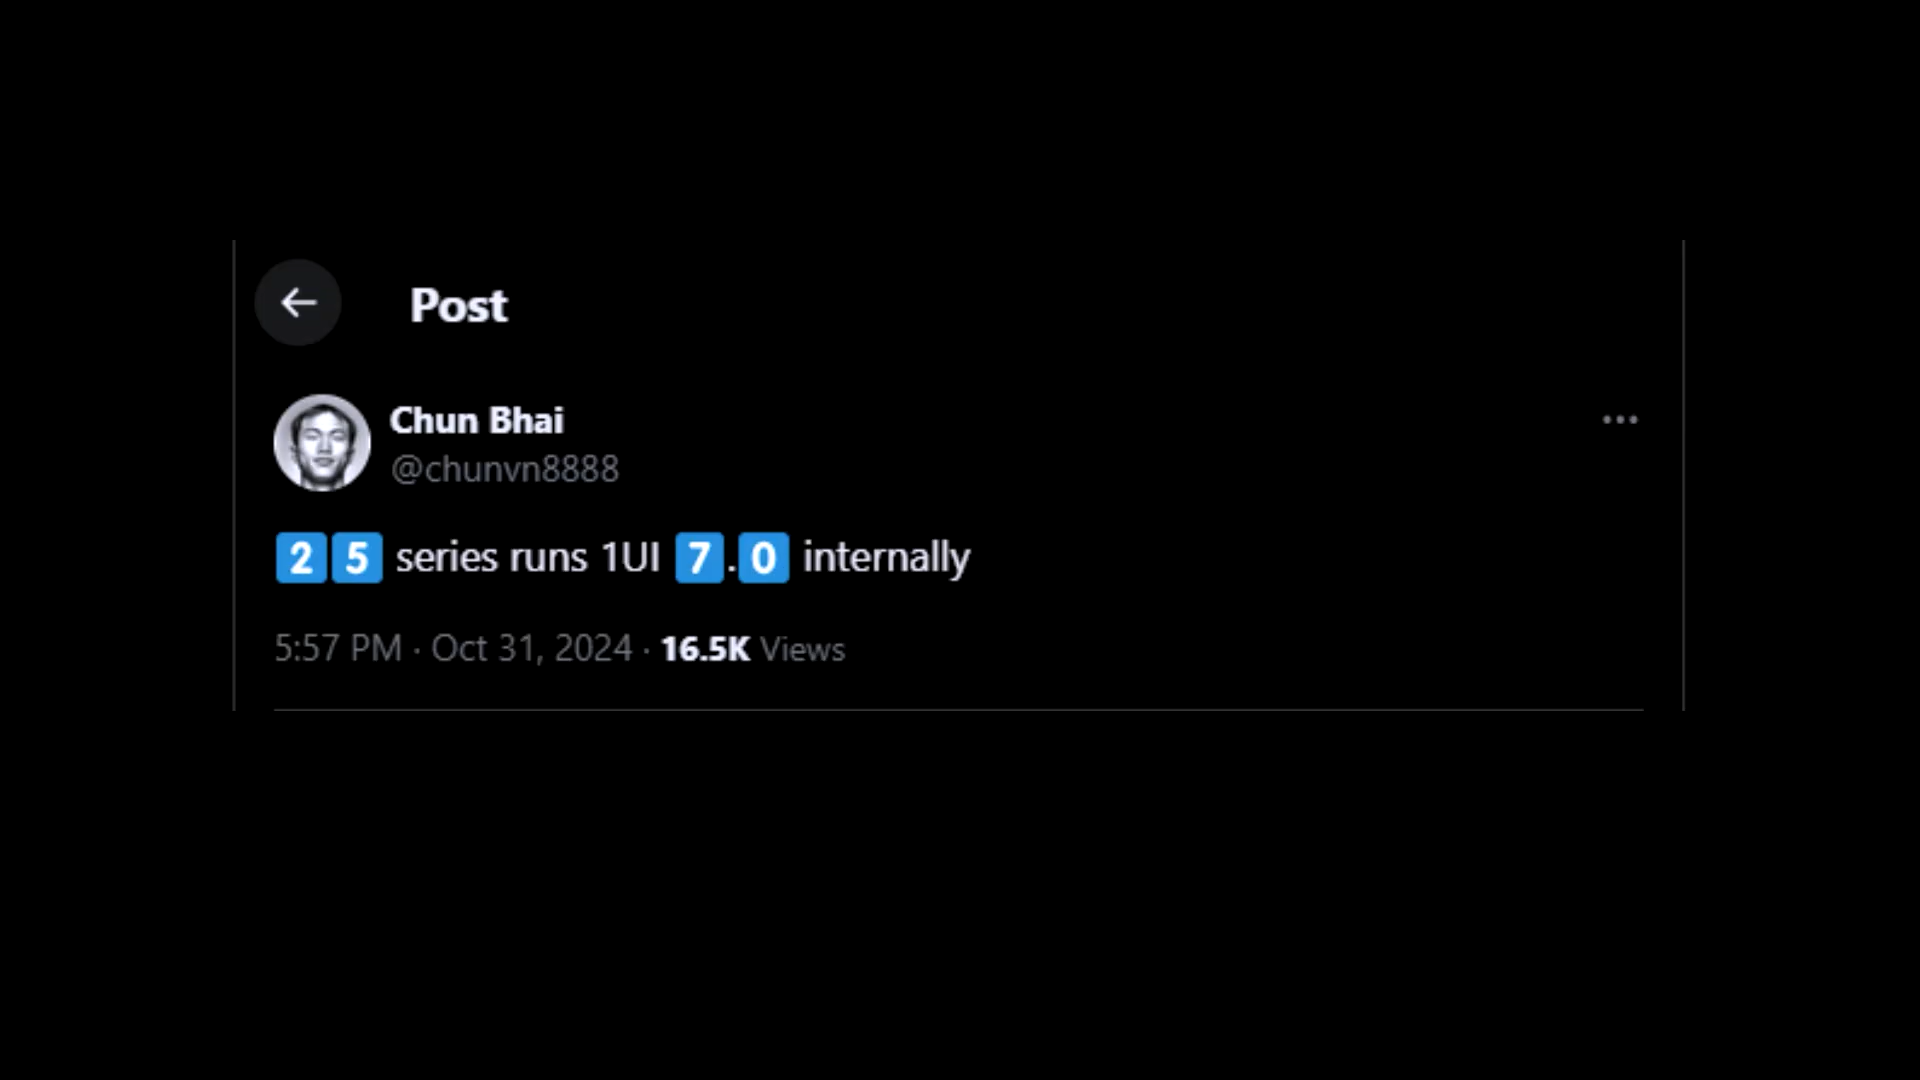 Post
Chun Bhai
@chunvn8888
2️⃣5️⃣ series runs 1UI 7️⃣.0️⃣ internally
5:57 PM · Oct 31, 2024 · 16.5K Views